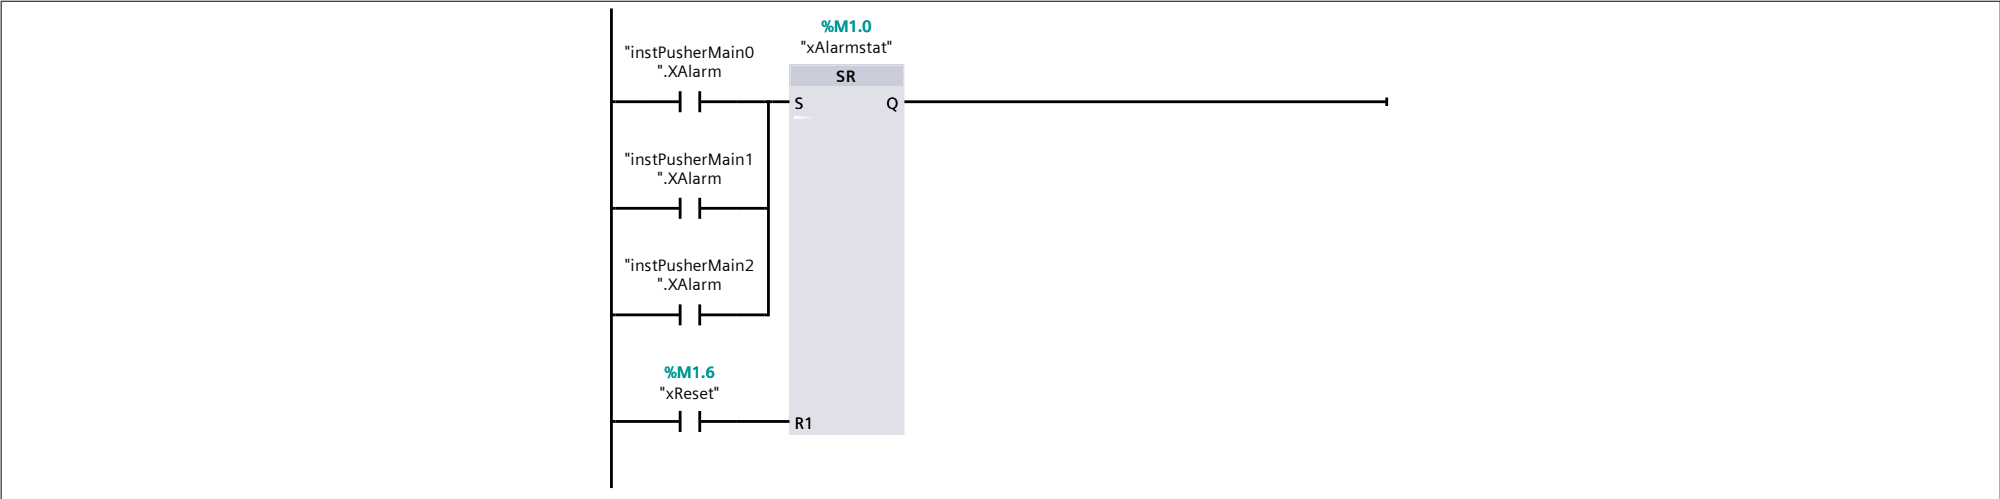 %M1.0
"xAlarmstat"
"instPusherMain0
".XAlarm
SR
S
Q
"instPusherMain1
".XAlarm
"instPusherMain2
".XAlarm
%M1.6
"xReset"
R1